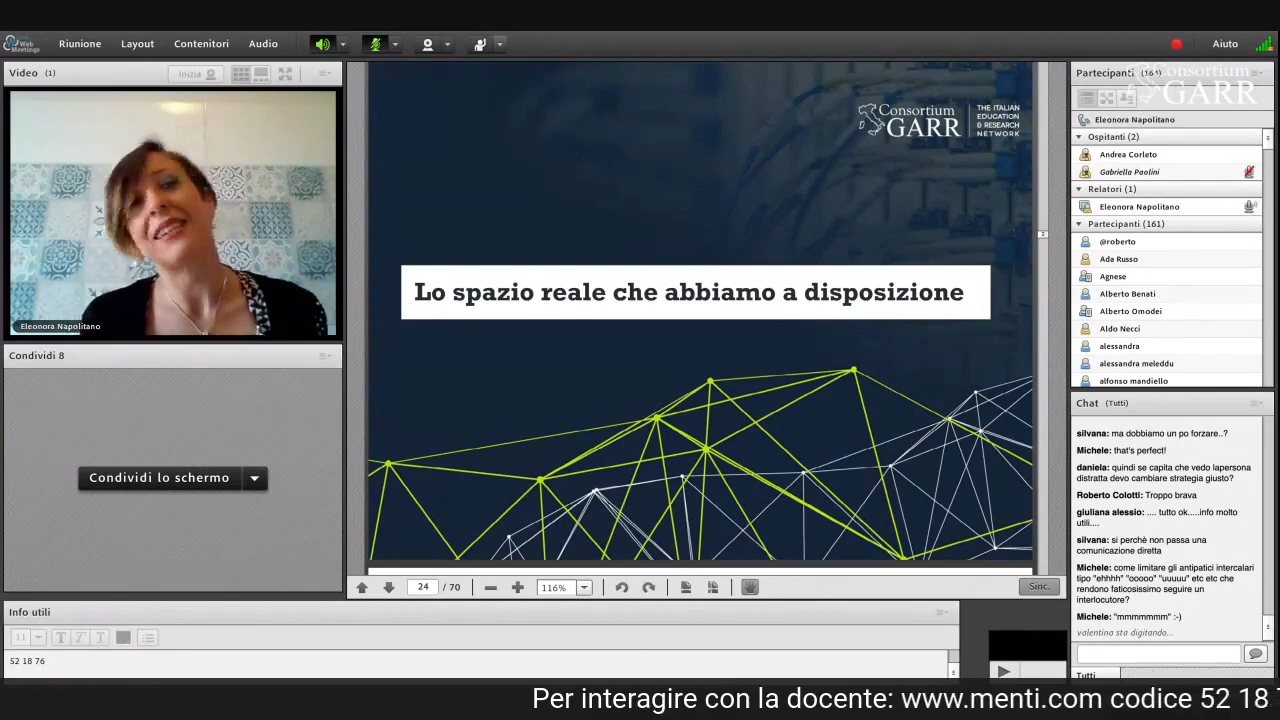 Web
Meetings
Riunione
Layout
Contenitori
Audio
Aiuto
Video (1)
Inizia
Eleonora Napolitano
Condividi 8
Condividi lo schermo
Consortium
GARR
THE ITALIAN
EDUCATION
& RESEARCH
NETWORK
Lo spazio reale che abbiamo a disposizione
24 / 70
116%
Sinc.
Info utili
11
T T T
52 18 76
Partecipanti
Consortium
GARR
Eleonora Napolitano
Ospitanti (2)
Andrea Corleto
Gabriella Paolini
Relatori (1)
Eleonora Napolitano
Partecipanti (161)
@roberto
Ada Russo
Agnese
Alberto Benati
Alberto Omodei
Aldo Necci
alessandra
alessandra meleddu
alfonso mandiello
Chat (Tutti)
silvana: ma dobbiamo un po forzare..?
Michele: that's perfect!
daniela: quindi se capita che vedo lapersona
distratta devo cambiare strategia giusto?
Roberto Colotti: Troppo brava
giuliana alessio: .... tutto ok.....info molto
utili....
silvana: si perchè non passa una
comunicazione diretta
Michele: come limitare gli antipatici intercalari
tipo "ehhhh" "ooooo" "uuuuu" etc etc che
rendono faticosissimo seguire un
interlocutore?
Michele: "mmmmmmm" :-)
valentina sta digitando...
Tutti
Per interagire con la docente: www.menti.com codice 52 18